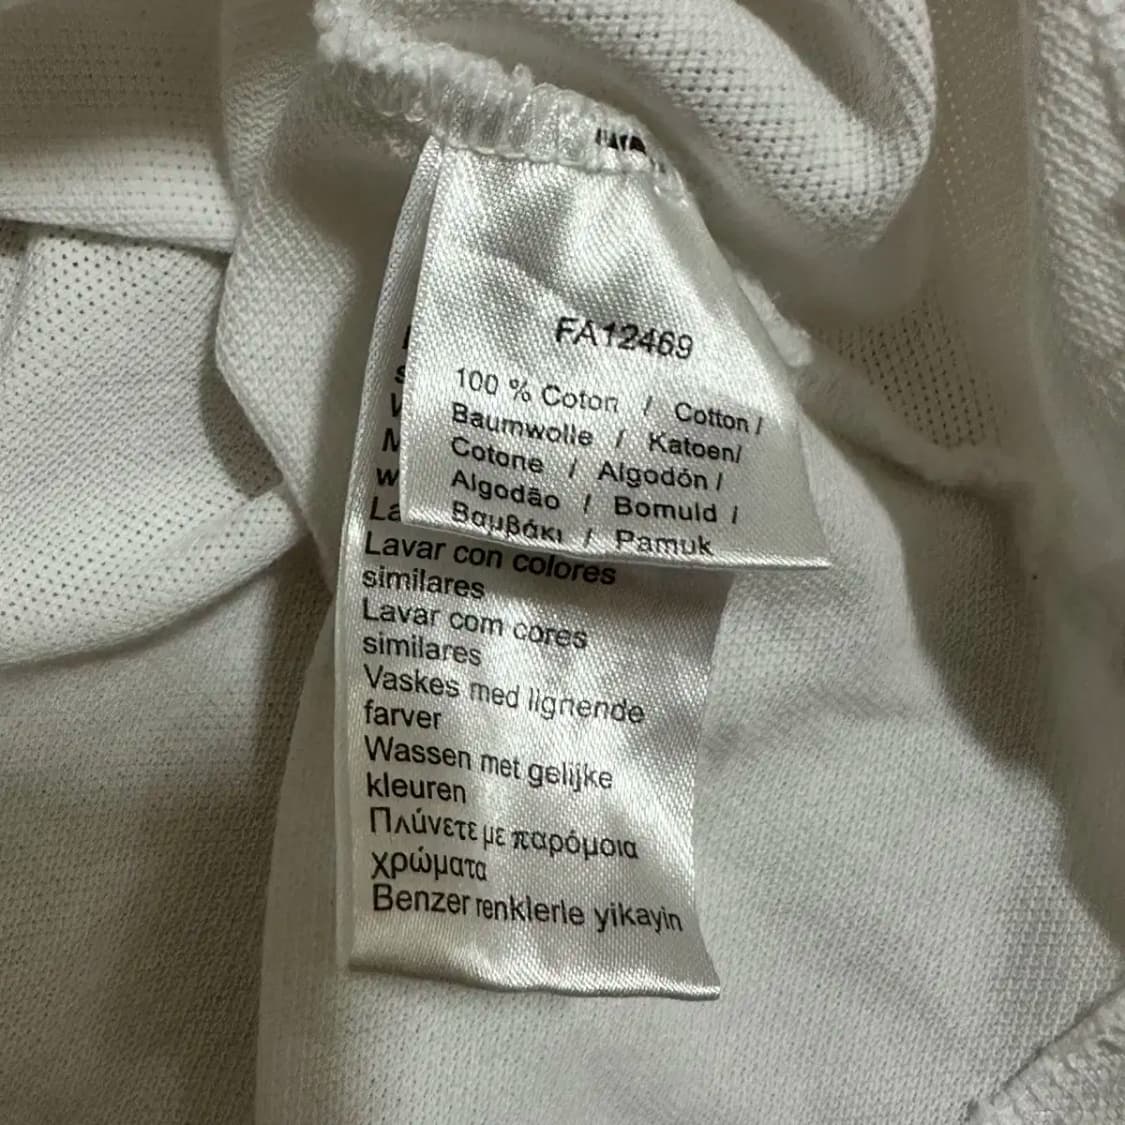 FA12469
100 % Coton / Cotton /
Baumwolle / Katoen/
Cotone / Algodón /
Algodão / Bomuld /
Βαμβάκι / Pamuk
Lavar con colores
similares
Lavar com cores
similares
Vaskes med lignende
farver
Wassen met gelijke
kleuren
Πλύνετε με παρόμοια
χρώματα
Benzer renklerle yikayin